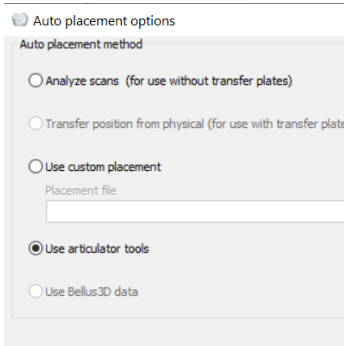 Auto placement options
Auto placement method
Analyze scans (for use without transfer plates)
Transfer position from physical (for use with transfer plate
Use custom placement
Placement file
Use articulator tools
Use Bellus3D data